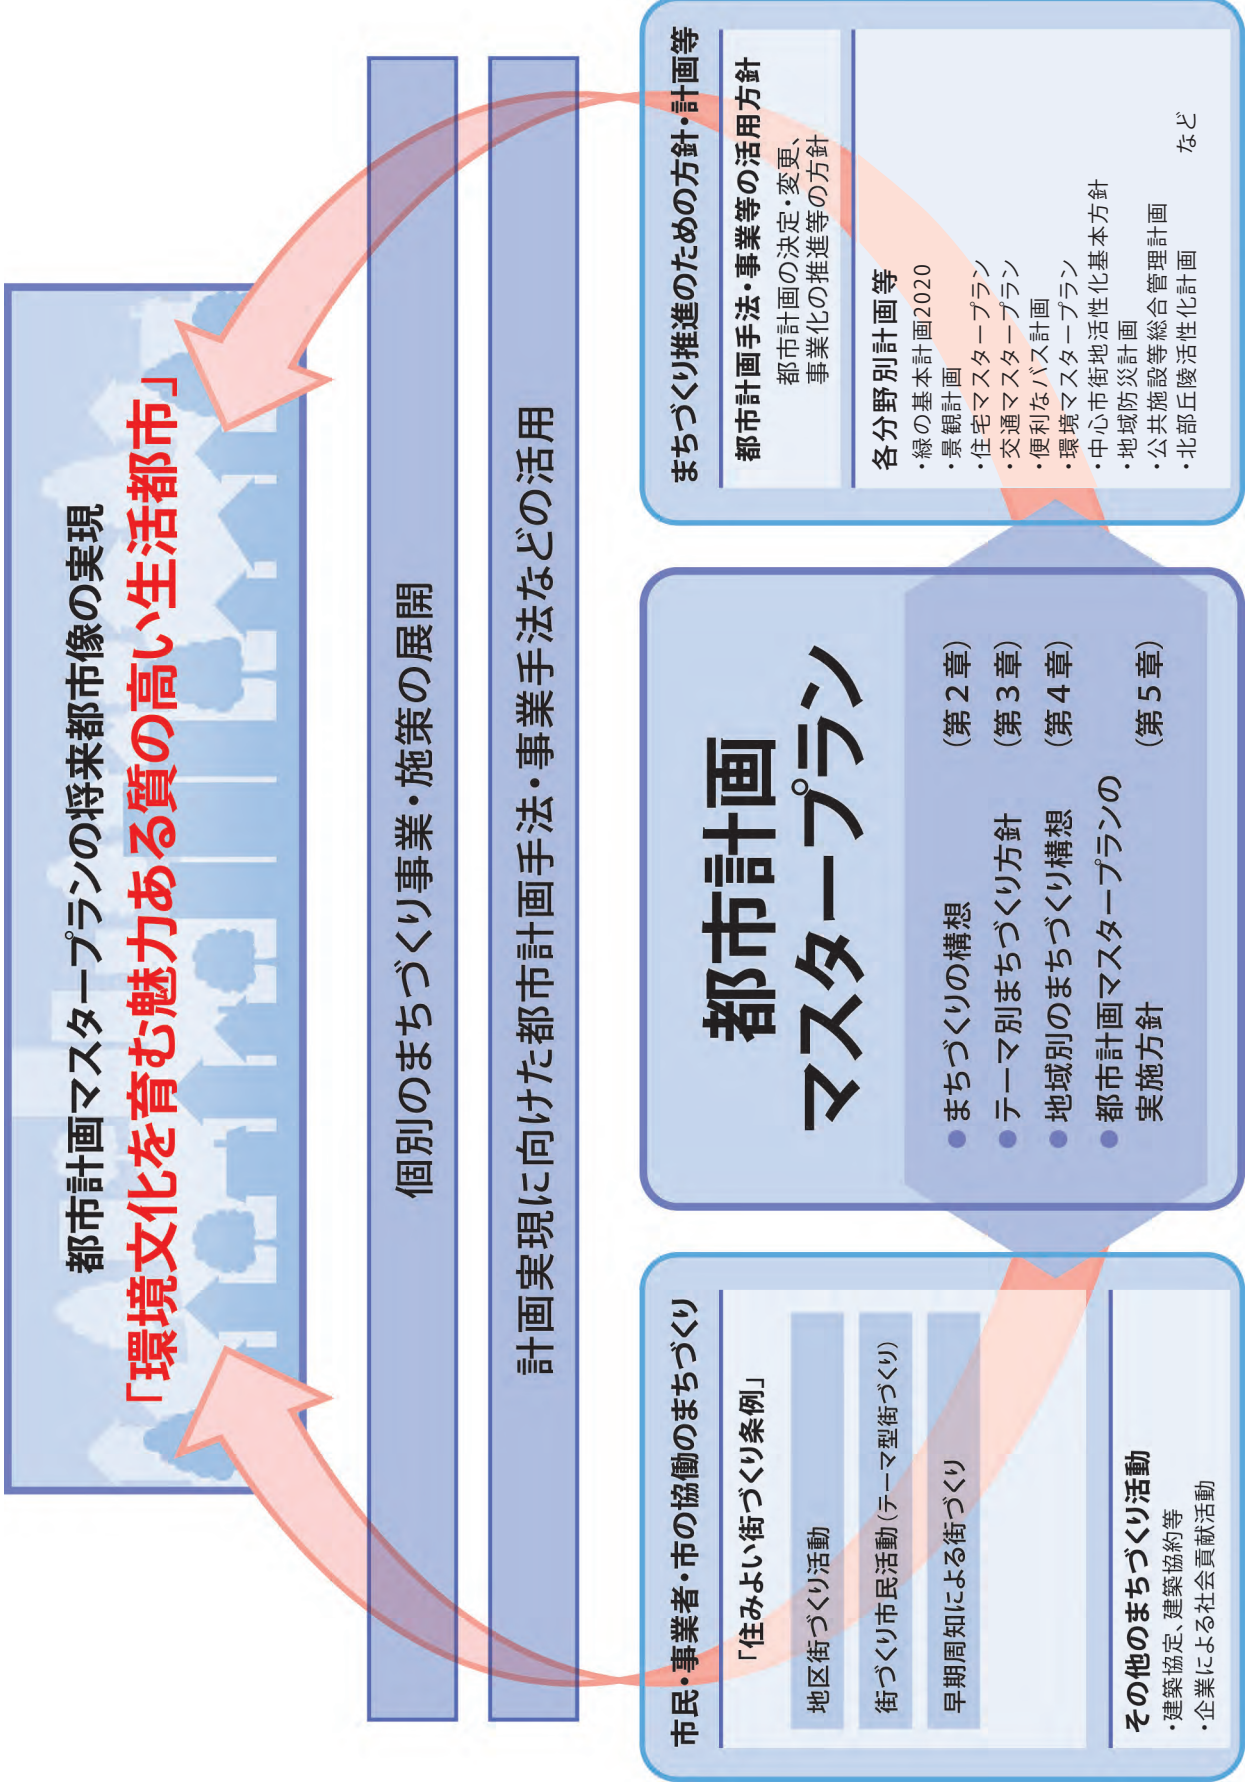 都市計画マスタープランの将来都市像の実現
「環境文化を育む魅力ある質の高い生活都市」
個別のまちづくり事業・施策の展開
計画実現に向けた都市計画手法・事業手法などの活用
市民・事業者・市の協働のまちづくり
「住みよい街づくり条例」
地区街づくり活動
街づくり市民活動（テーマ型街づくり）
早期周知による街づくり
その他のまちづくり活動
・建築協定、建築協約等
・企業による社会貢献活動
都市計画
マスタープラン
● まちづくりの構想 （第２章）
● テーマ別まちづくり方針 （第３章）
● 地域別のまちづくり構想 （第４章）
● 都市計画マスタープランの
実施方針 （第５章）
まちづくり推進のための方針・計画等
都市計画手法・事業等の活用方針
都市計画の決定・変更、
事業化の推進等の方針
各分野別計画等
・緑の基本計画2020
・景観計画
・住宅マスタープラン
・交通マスタープラン
・便利なバス計画
・環境マスタープラン
・中心市街地活性化基本方針
・地域防災計画
・公共施設等総合管理計画
・北部丘陵活性化計画 など